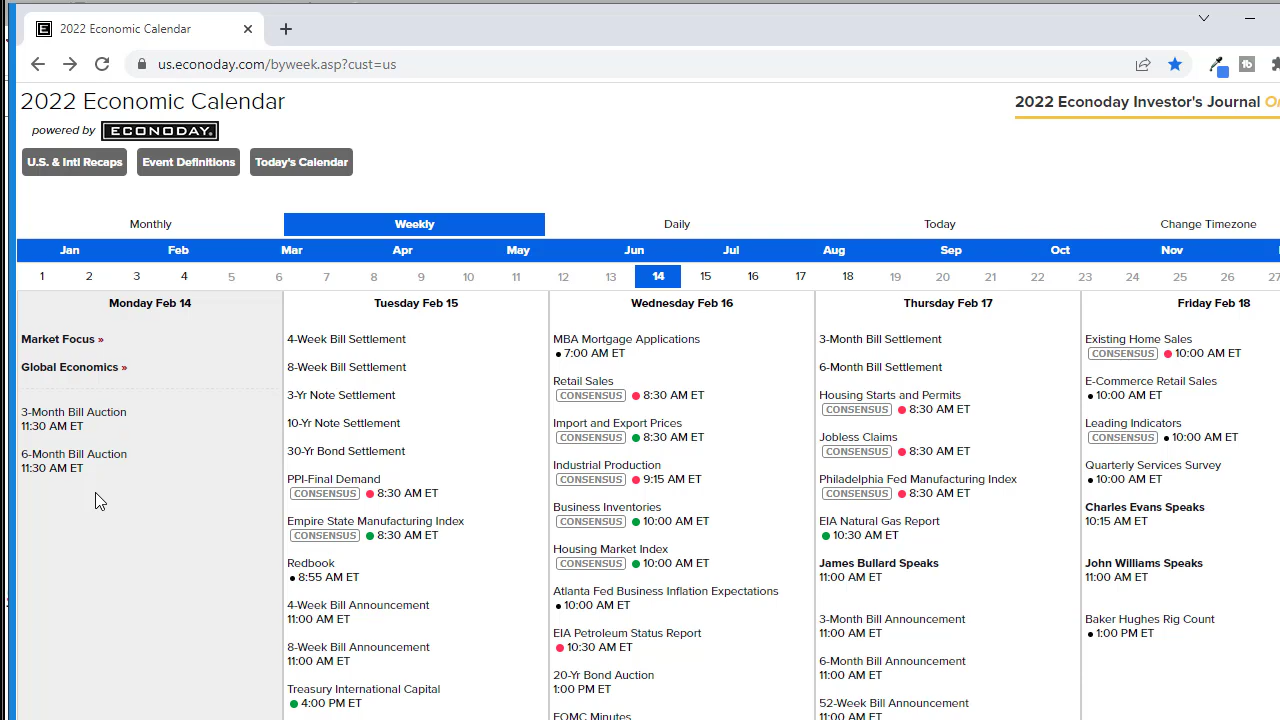 2022 Economic Calendar
us.econoday.com/byweek.asp?cust=us
2022 Economic Calendar
powered by ECONODAY.
2022 Econoday Investor's Journal
U.S. & Intl Recaps Event Definitions Today's Calendar
Monthly Weekly Daily Today Change Timezone
Jan Feb Mar Apr May Jun Jul Aug Sep Oct Nov
1 2 3 4 5 6 7 8 9 10 11 12 13 14 15 16 17 18 19 20 21 22 23 24 25 26 27
Monday Feb 14
Market Focus »
Global Economics »
3-Month Bill Auction
11:30 AM ET
6-Month Bill Auction
11:30 AM ET
Tuesday Feb 15
4-Week Bill Settlement
8-Week Bill Settlement
3-Yr Note Settlement
10-Yr Note Settlement
30-Yr Bond Settlement
PPI-Final Demand
CONSENSUS 8:30 AM ET
Empire State Manufacturing Index
CONSENSUS 8:30 AM ET
Redbook
8:55 AM ET
4-Week Bill Announcement
11:00 AM ET
8-Week Bill Announcement
11:00 AM ET
Treasury International Capital
4:00 PM ET
Wednesday Feb 16
MBA Mortgage Applications
7:00 AM ET
Retail Sales
CONSENSUS 8:30 AM ET
Import and Export Prices
CONSENSUS 8:30 AM ET
Industrial Production
CONSENSUS 9:15 AM ET
Business Inventories
CONSENSUS 10:00 AM ET
Housing Market Index
CONSENSUS 10:00 AM ET
Atlanta Fed Business Inflation Expectations
10:00 AM ET
EIA Petroleum Status Report
10:30 AM ET
20-Yr Bond Auction
1:00 PM ET
FOMC Minutes
Thursday Feb 17
3-Month Bill Settlement
6-Month Bill Settlement
Housing Starts and Permits
CONSENSUS 8:30 AM ET
Jobless Claims
CONSENSUS 8:30 AM ET
Philadelphia Fed Manufacturing Index
CONSENSUS 8:30 AM ET
EIA Natural Gas Report
10:30 AM ET
James Bullard Speaks
11:00 AM ET
3-Month Bill Announcement
11:00 AM ET
6-Month Bill Announcement
11:00 AM ET
52-Week Bill Announcement
11:00 AM ET
Friday Feb 18
Existing Home Sales
CONSENSUS 10:00 AM ET
E-Commerce Retail Sales
10:00 AM ET
Leading Indicators
CONSENSUS 10:00 AM ET
Quarterly Services Survey
10:00 AM ET
Charles Evans Speaks
10:15 AM ET
John Williams Speaks
11:00 AM ET
Baker Hughes Rig Count
1:00 PM ET